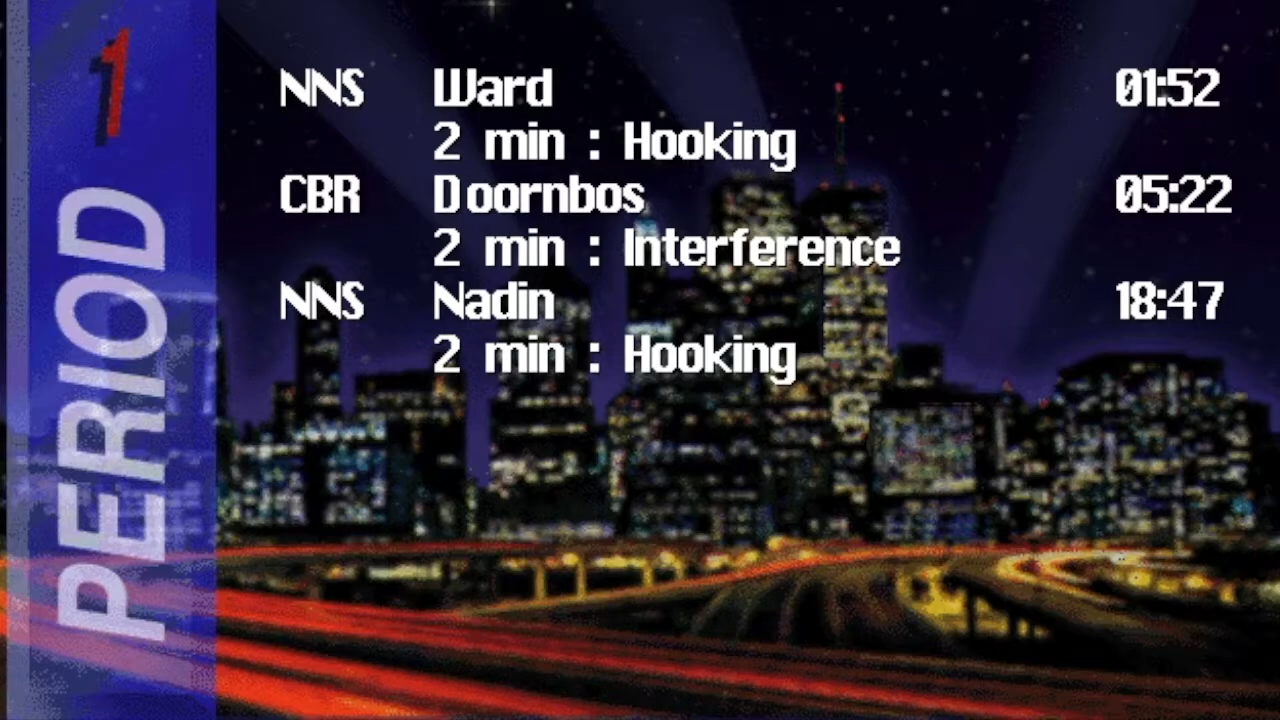 PERIOD 1
NNS Ward 01:52
2 min : Hooking
CBR Doornbos 05:22
2 min : Interference
NNS Nadin 18:47
2 min : Hooking